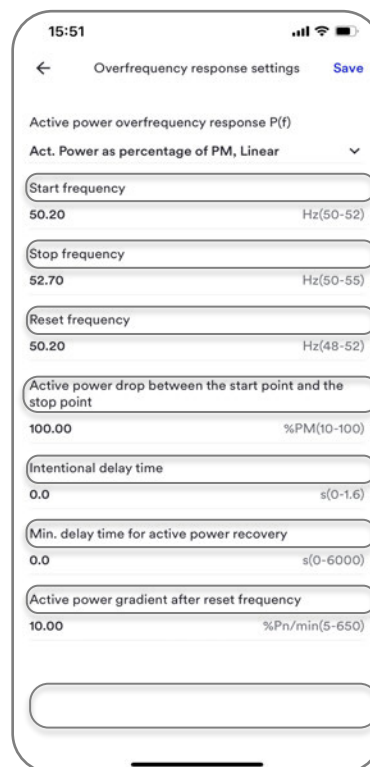 15:51
Overfrequency response settings Save
Active power overfrequency response P(f)
Act. Power as percentage of PM, Linear
Start frequency
50.20 Hz(50-52)
Stop frequency
52.70 Hz(50-55)
Reset frequency
50.20 Hz(48-52)
Active power drop between the start point and the
stop point
100.00 %PM(10-100)
Intentional delay time
0.0 s(0-1.6)
Min. delay time for active power recovery
0.0 s(0-6000)
Active power gradient after reset frequency
10.00 %Pn/min(5-650)